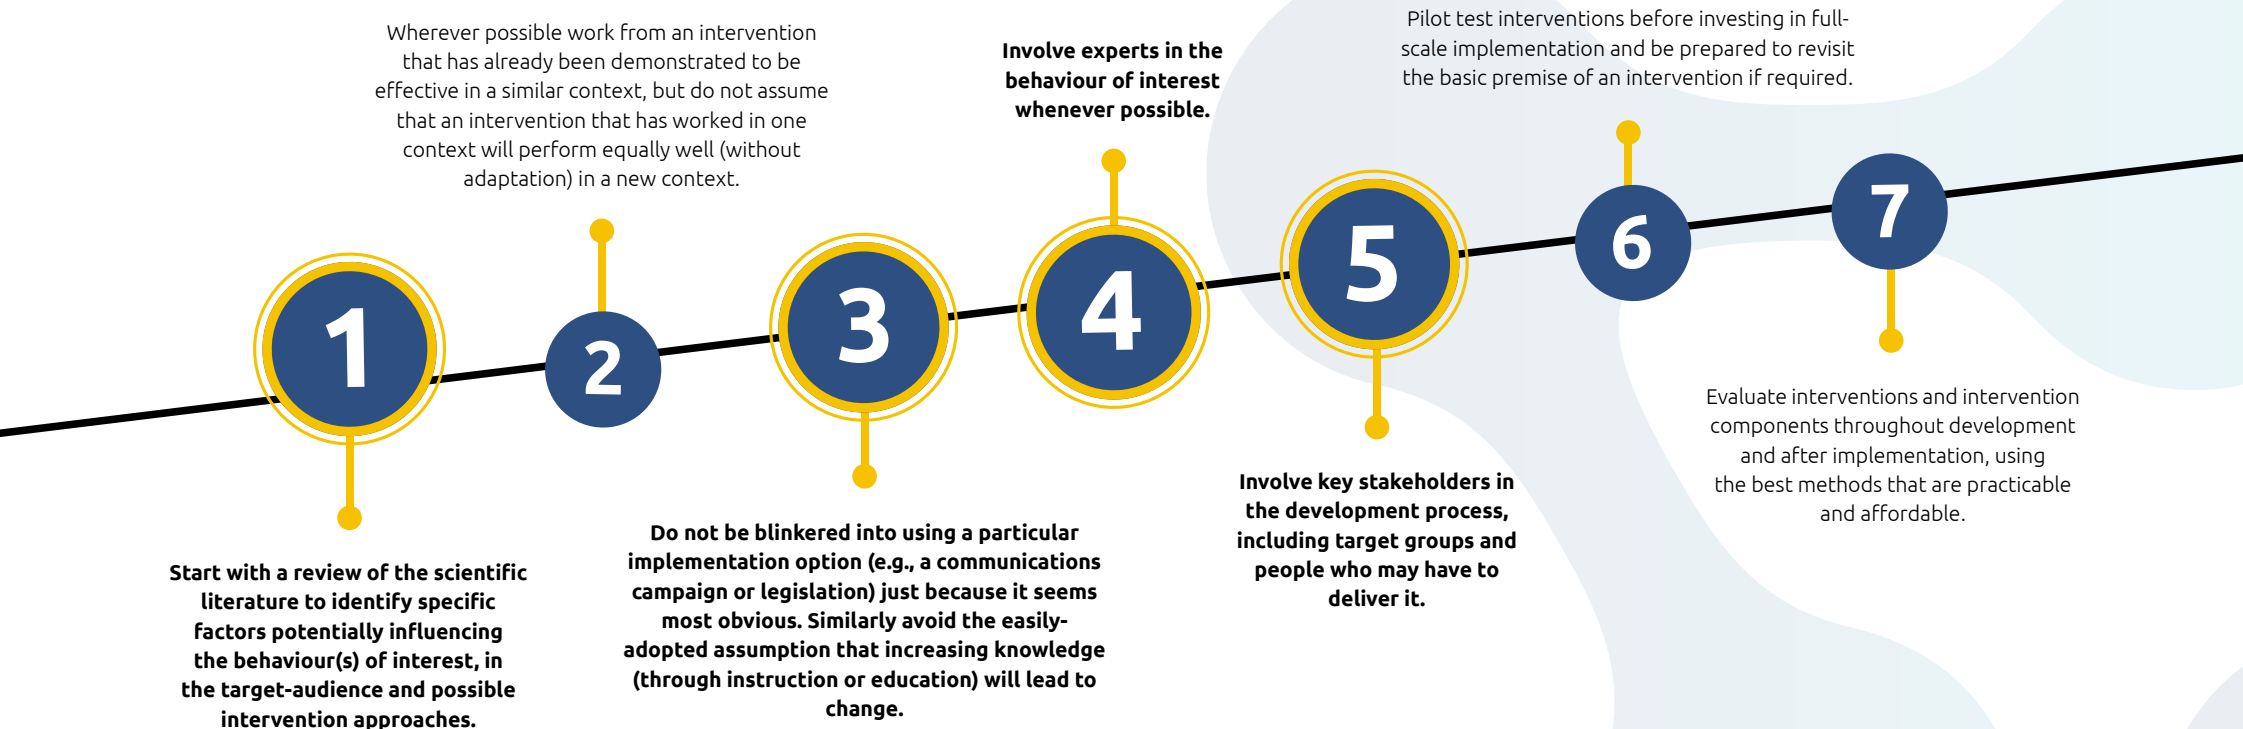 1
Start with a review of the scientific
literature to identify specific
factors potentially influencing
the behaviour(s) of interest, in
the target-audience and possible
intervention approaches.
Wherever possible work from an intervention
that has already been demonstrated to be
effective in a similar context, but do not assume
that an intervention that has worked in one
context will perform equally well (without
adaptation) in a new context.
2
3
Do not be blinkered into using a particular
implementation option (e.g., a communications
campaign or legislation) just because it seems
most obvious. Similarly avoid the easily-
adopted assumption that increasing knowledge
(through instruction or education) will lead to
change.
Involve experts in the
behaviour of interest
whenever possible.
4
5
Involve key stakeholders in
the development process,
including target groups and
people who may have to
deliver it.
Pilot test interventions before investing in full-
scale implementation and be prepared to revisit
the basic premise of an intervention if required.
6
7
Evaluate interventions and intervention
components throughout development
and after implementation, using
the best methods that are practicable
and affordable.